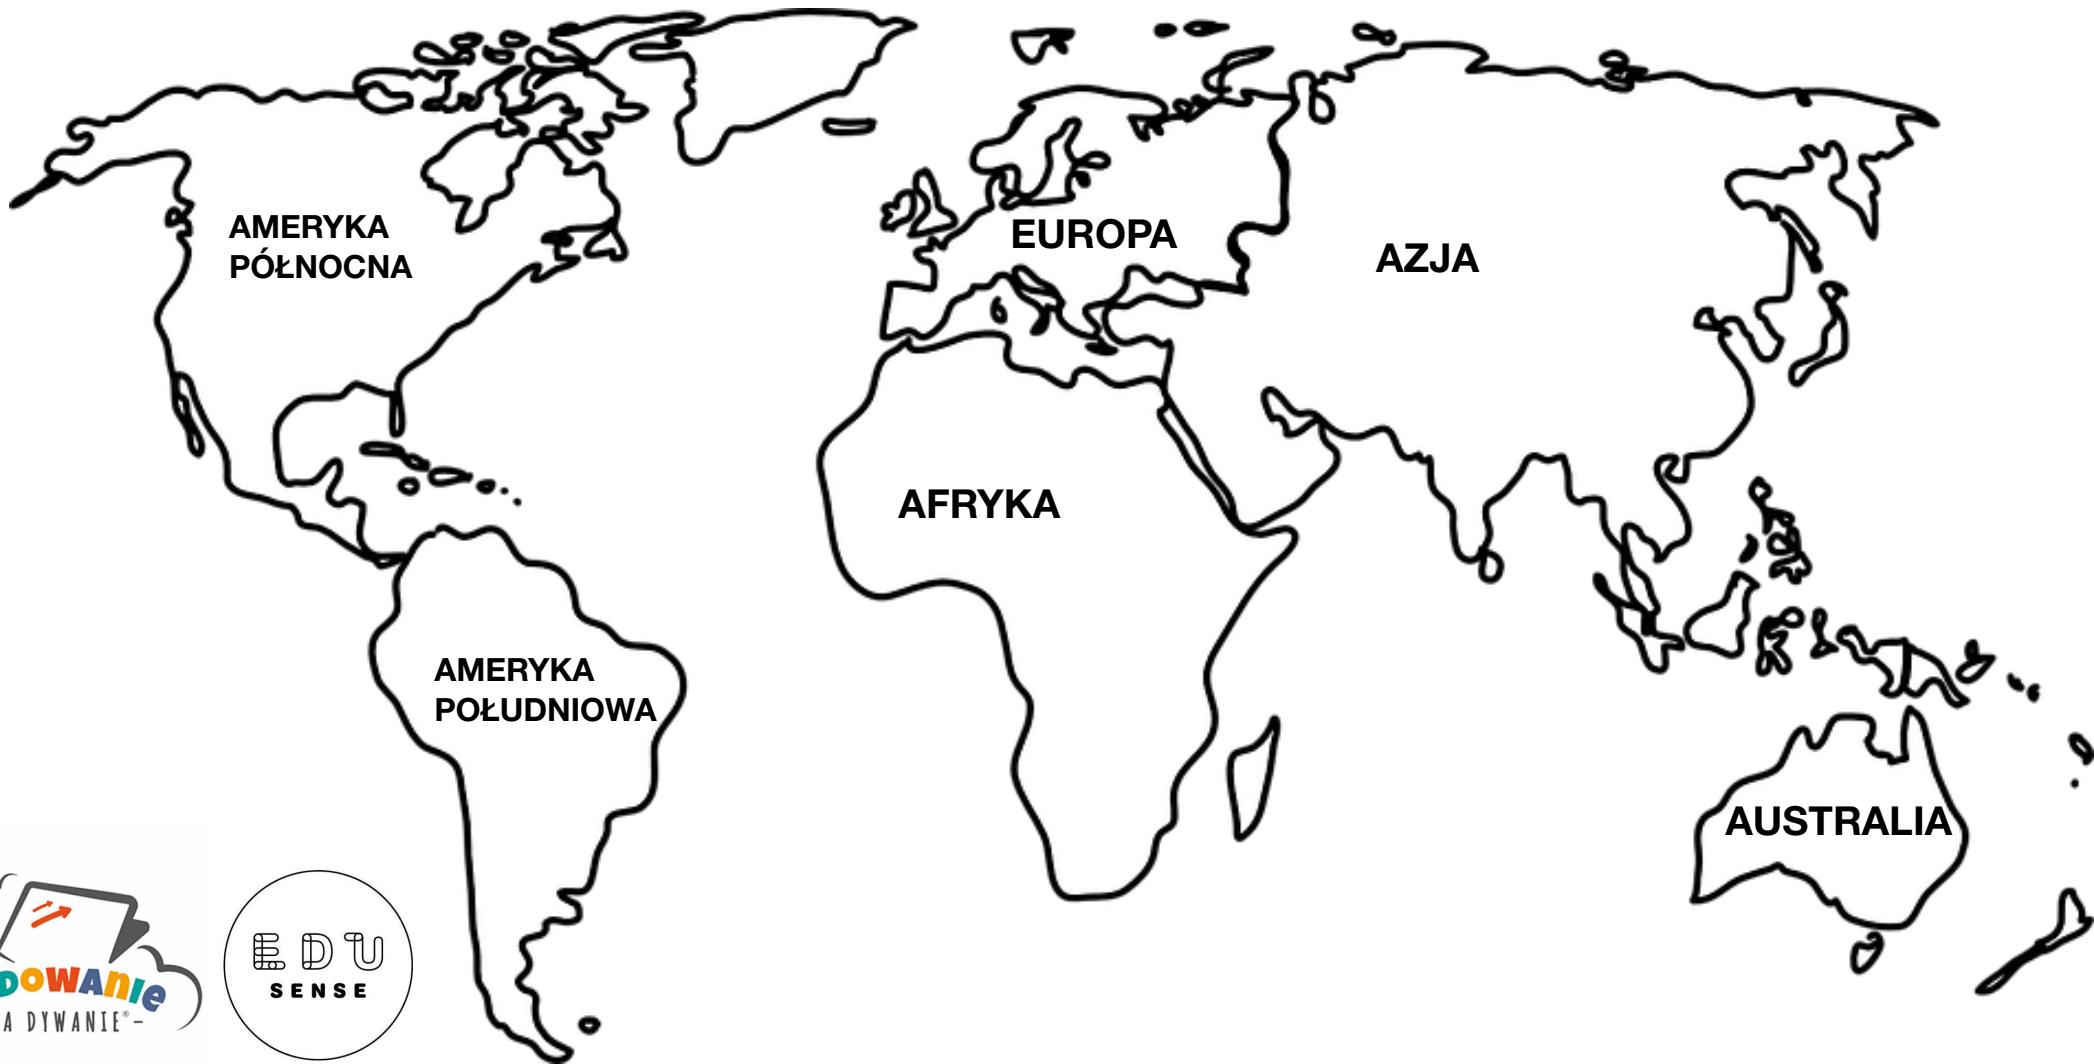 AMERYKA
PÓŁNOCNA
EUROPA
AZJA
AFRYKA
AMERYKA
POŁUDNIOWA
AUSTRALIA
DOWANIE
A DYWANIE®-
EDU
SENSE